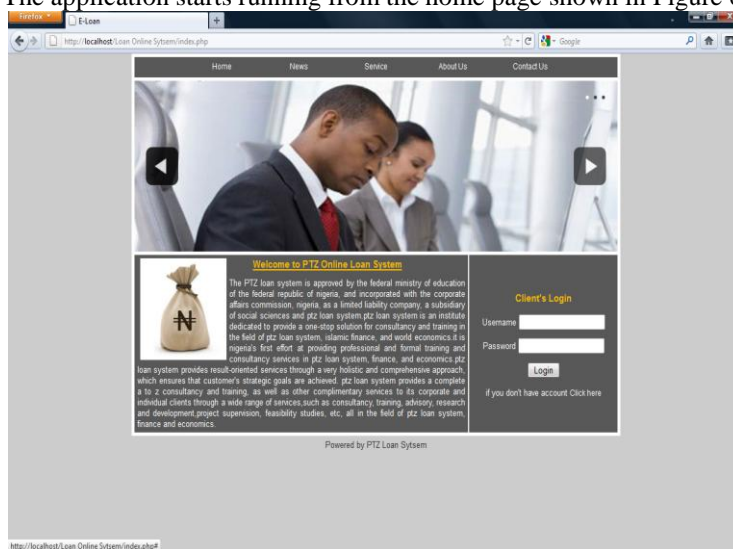 The application starts running from the home page shown in Figure
Firefox
E-Loan
http://localhost/Loan Online Sytsem/index.php
Google
Home News Service About Us Contact Us
Welcome to PTZ Online Loan System
The PTZ loan system is approved by the federal ministry of education
of the federal republic of nigeria, and incorporated with the corporate
affairs commission, nigeria, as a limited liability company, a subsidiary
of social sciences and ptz loan system.ptz loan system is an institute
dedicated to provide a one-stop solution for consultancy and training in
the field of ptz loan system, islamic finance, and world economics.it is
nigeria's first effort at providing professional and formal training and
consultancy services in ptz loan system, finance, and economics.ptz
loan system provides result-oriented services through a very holistic and comprehensive approach,
which ensures that customer's strategic goals are achieved. ptz loan system provides a complete
a to z consultancy and training, as well as other complimentary services to its corporate and
individual clients through a wide range of services,such as consultancy, training, advisory, research
and development,project supervision, feasibility studies, etc, all in the field of ptz loan system,
finance and economics.
Client's Login
Username
Password
Login
if you don't have account Click here
Powered by PTZ Loan Sytsem
http://localhost/Loan Online Sytsem/index.php#